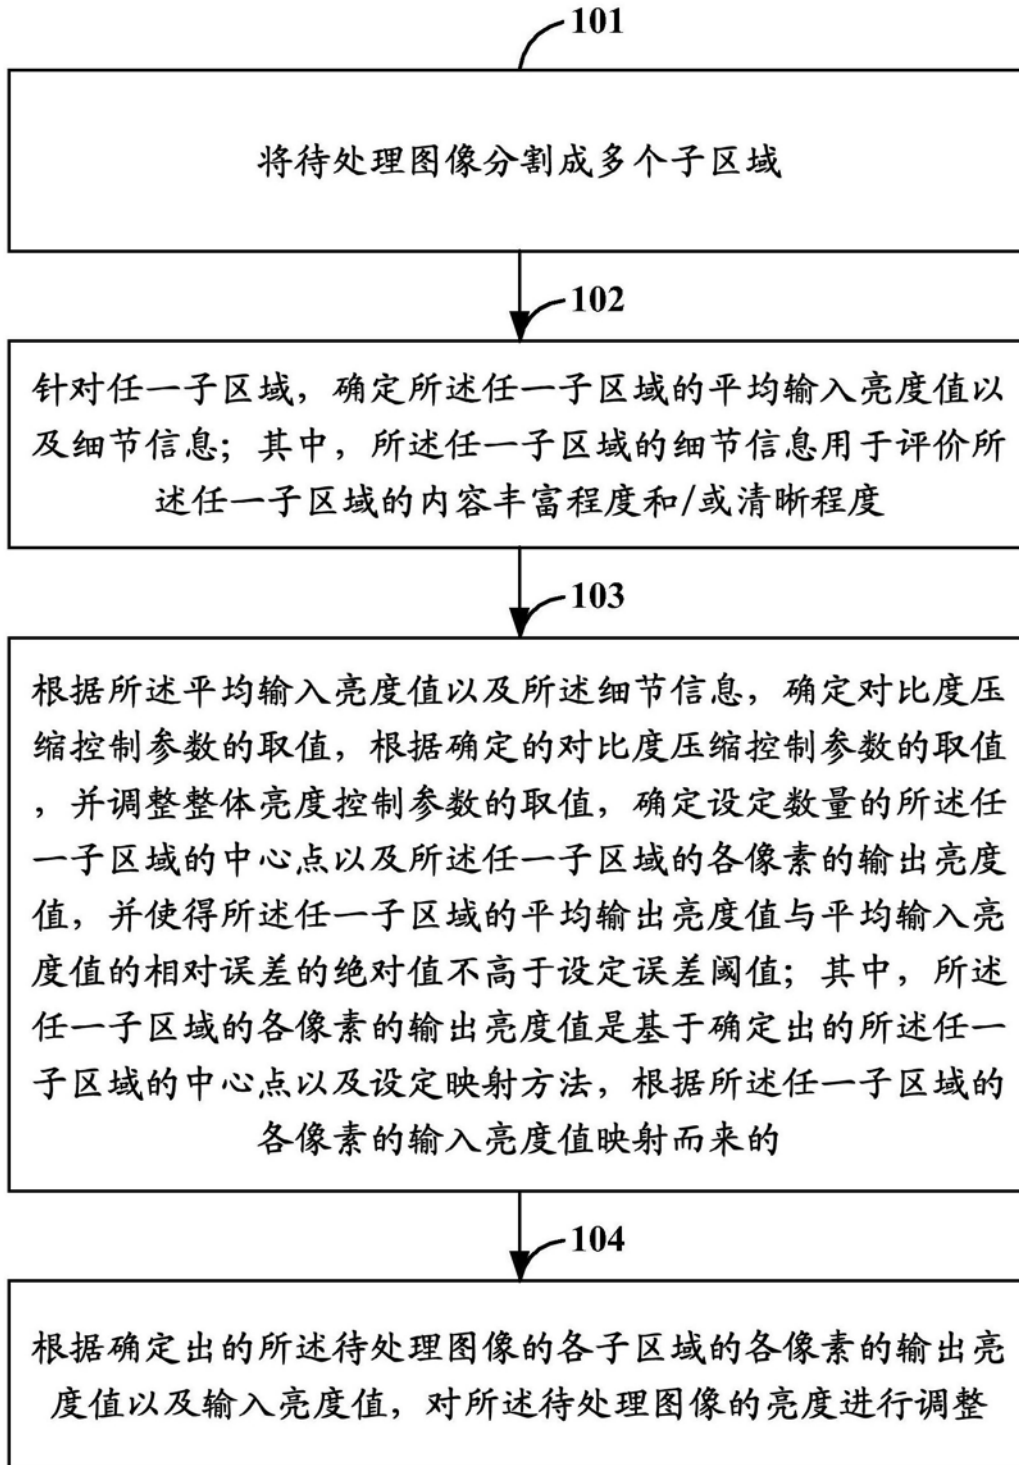 101
将待处理图像分割成多个子区域
102
针对任一子区域，确定所述任一子区域的平均输入亮度值以
及细节信息；其中，所述任一子区域的细节信息用于评价所
述任一子区域的内容丰富程度和/或清晰程度
103
根据所述平均输入亮度值以及所述细节信息，确定对比度压
缩控制参数的取值，根据确定的对比度压缩控制参数的取值
，并调整整体亮度控制参数的取值，确定设定数量的所述任
一子区域的中心点以及所述任一子区域的各像素的输出亮度
值，并使得所述任一子区域的平均输出亮度值与平均输入亮
度值的相对误差的绝对值不高于设定误差阈值；其中，所述
任一子区域的各像素的输出亮度值是基于确定出的所述任一
子区域的中心点以及设定映射方法，根据所述任一子区域的
各像素的输入亮度值映射而来的
104
根据确定出的所述待处理图像的各子区域的各像素的输出亮
度值以及输入亮度值，对所述待处理图像的亮度进行调整